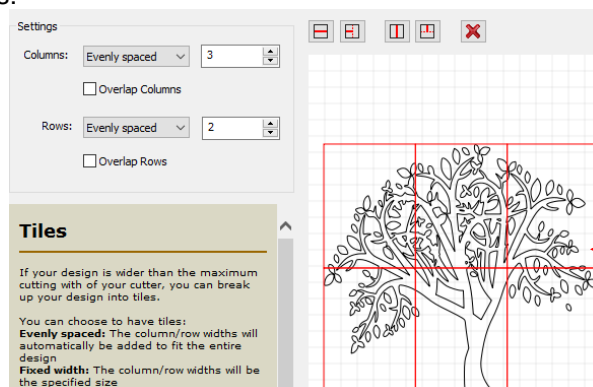 s.
Settings
Columns: Evenly spaced 3
Overlap Columns
Rows: Evenly spaced 2
Overlap Rows
Tiles
If your design is wider than the maximum
cutting with of your cutter, you can break
up your design into tiles.
You can choose to have tiles:
Evenly spaced: The column/row widths will
automatically be added to fit the entire
design
Fixed width: The column/row widths will be
the specified size